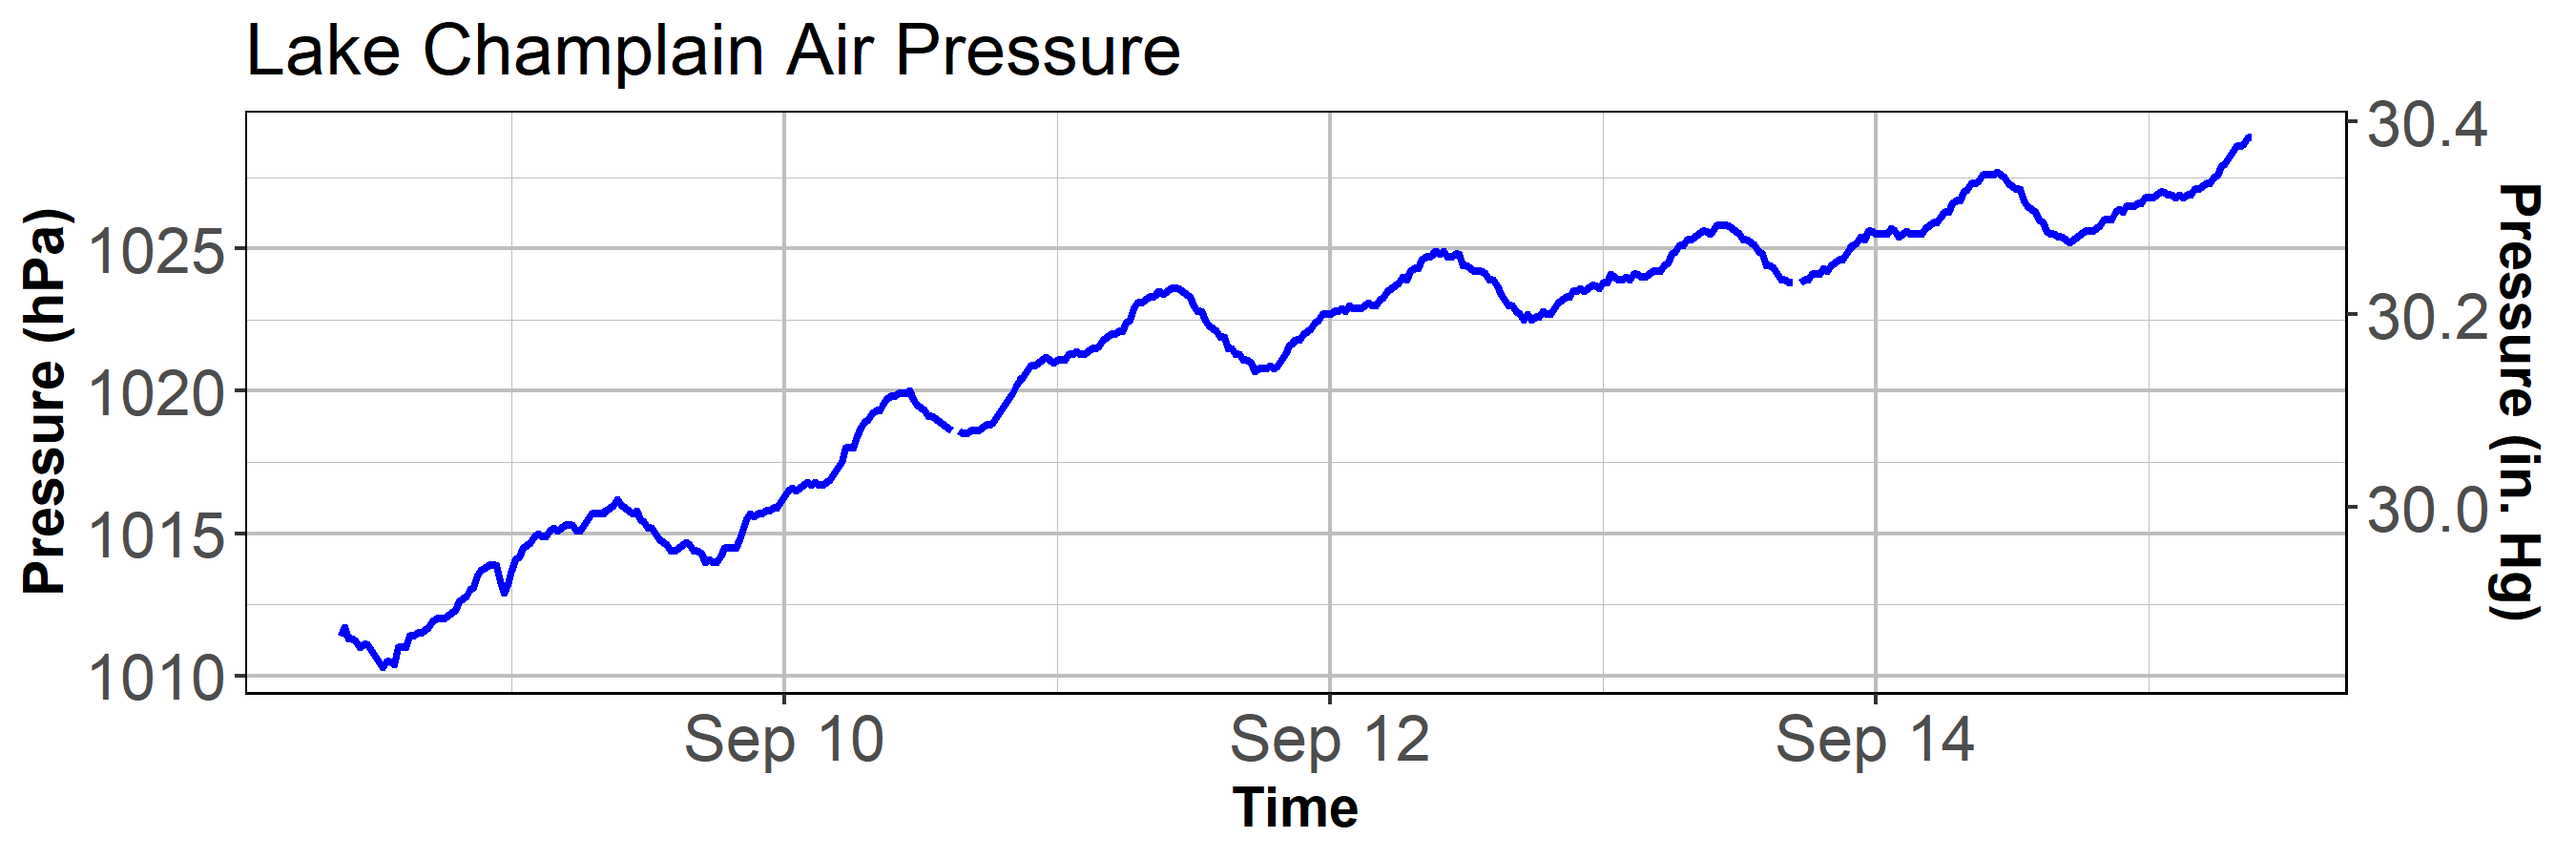 Lake Champlain Air Pressure
Pressure (hPa)
1025
1020
1015
1010
30.4
30.2
30.0
Pressure (in. Hg)
Sep 10
Sep 12
Sep 14
Time